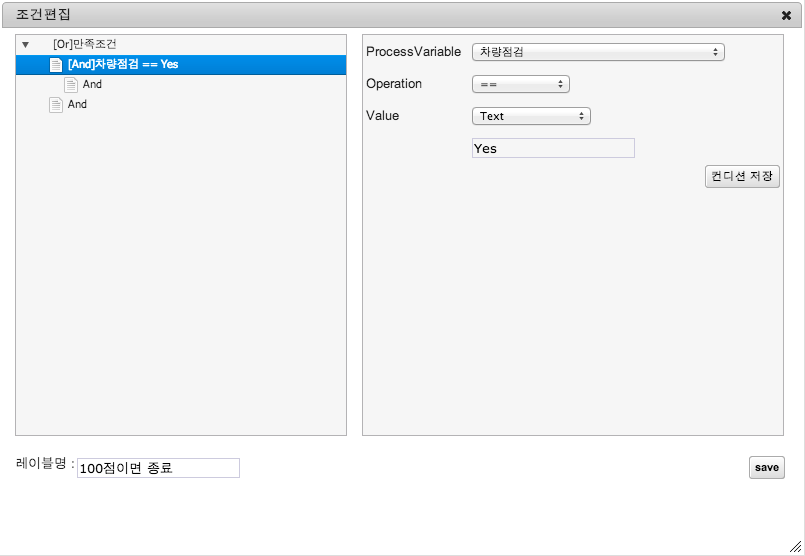 조건편집
[Or]만족조건
[And]차량점검 == Yes
And
And
ProcessVariable 차량점검
Operation ==
Value Text
Yes
컨디션 저장
레이블명 : 100점이면 종료
save